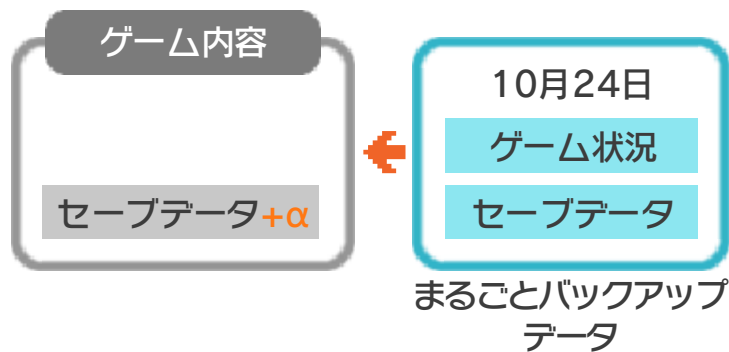 ゲーム内容
セーブデータ+α
10月24日
ゲーム状況
セーブデータ
まるごとバックアップ
データ